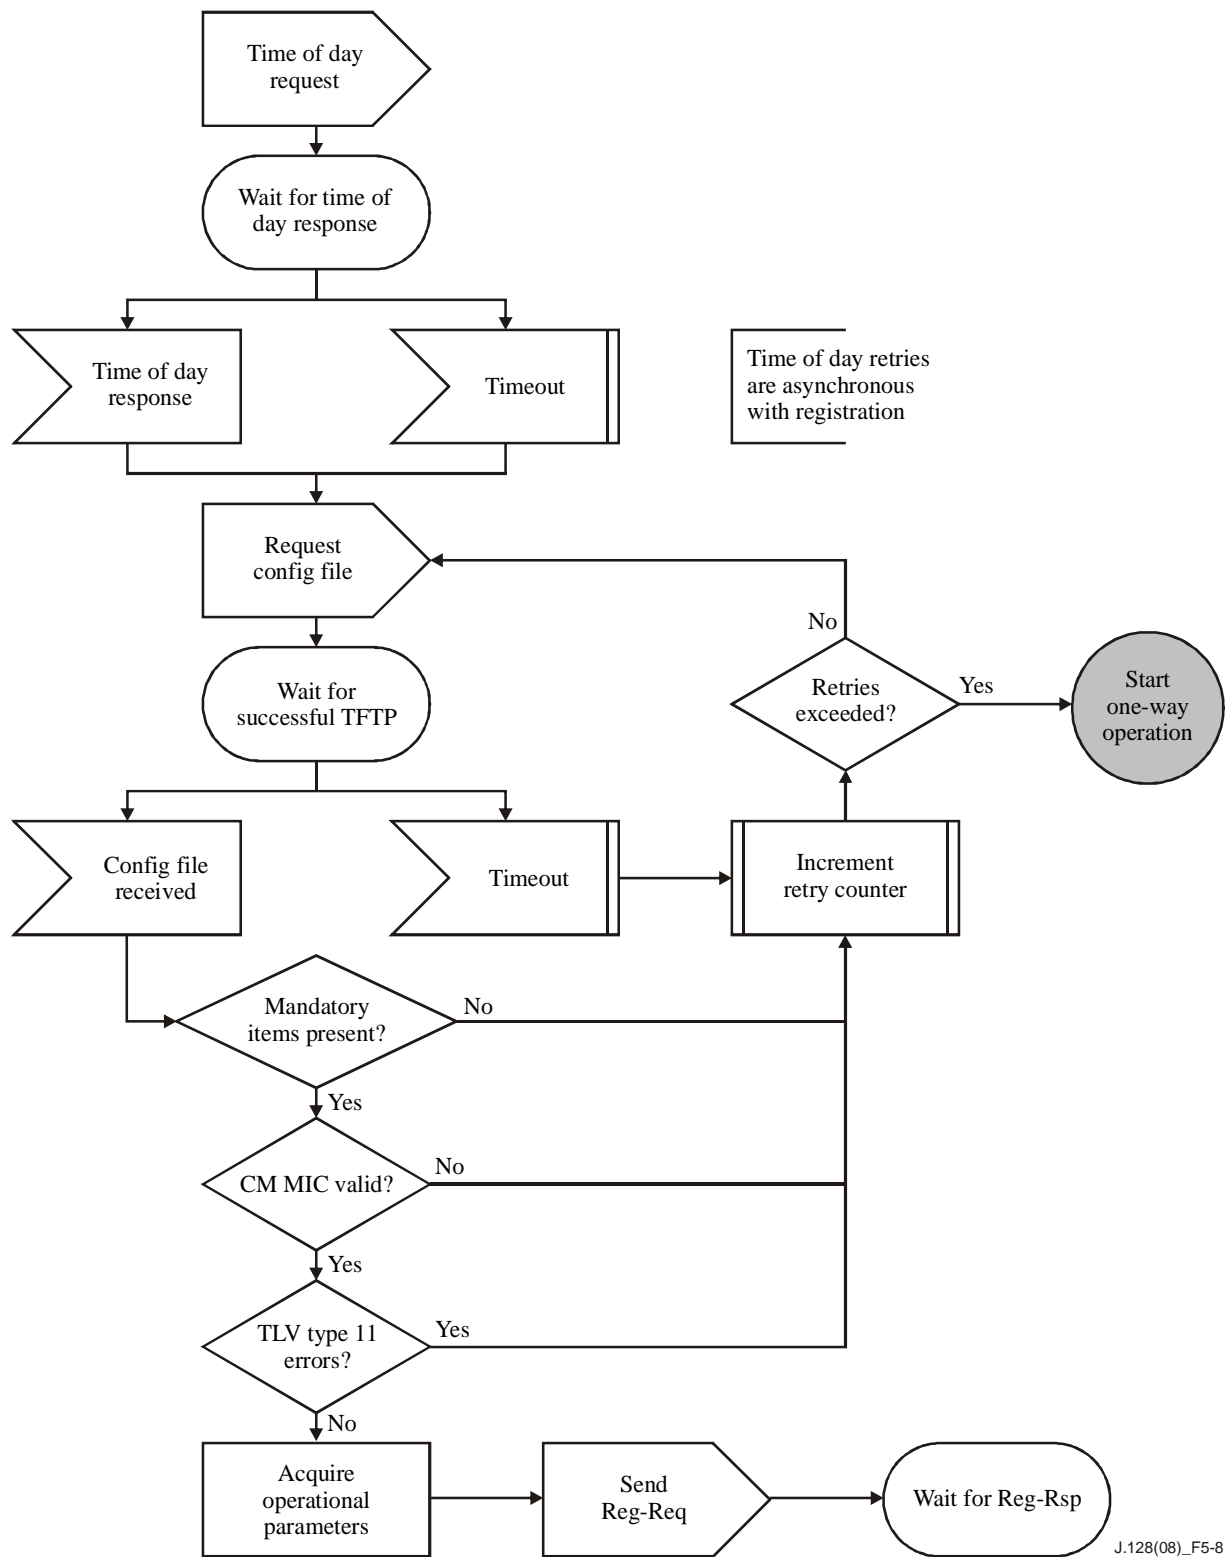 Time of day
request
Wait for time of
day response
Time of day
response
Timeout
Time of day retries
are asynchronous
with registration
Request
config file
No
Wait for
successful TFTP
Retries
exceeded?
Yes
Start
one-way
operation
Config file
received
Timeout
Increment
retry counter
Mandatory
items present?
No
Yes
CM MIC valid?
No
Yes
TLV type 11
errors?
Yes
No
Acquire
operational
parameters
Send
Reg-Req
Wait for Reg-Rsp
J.128(08)_F5-8